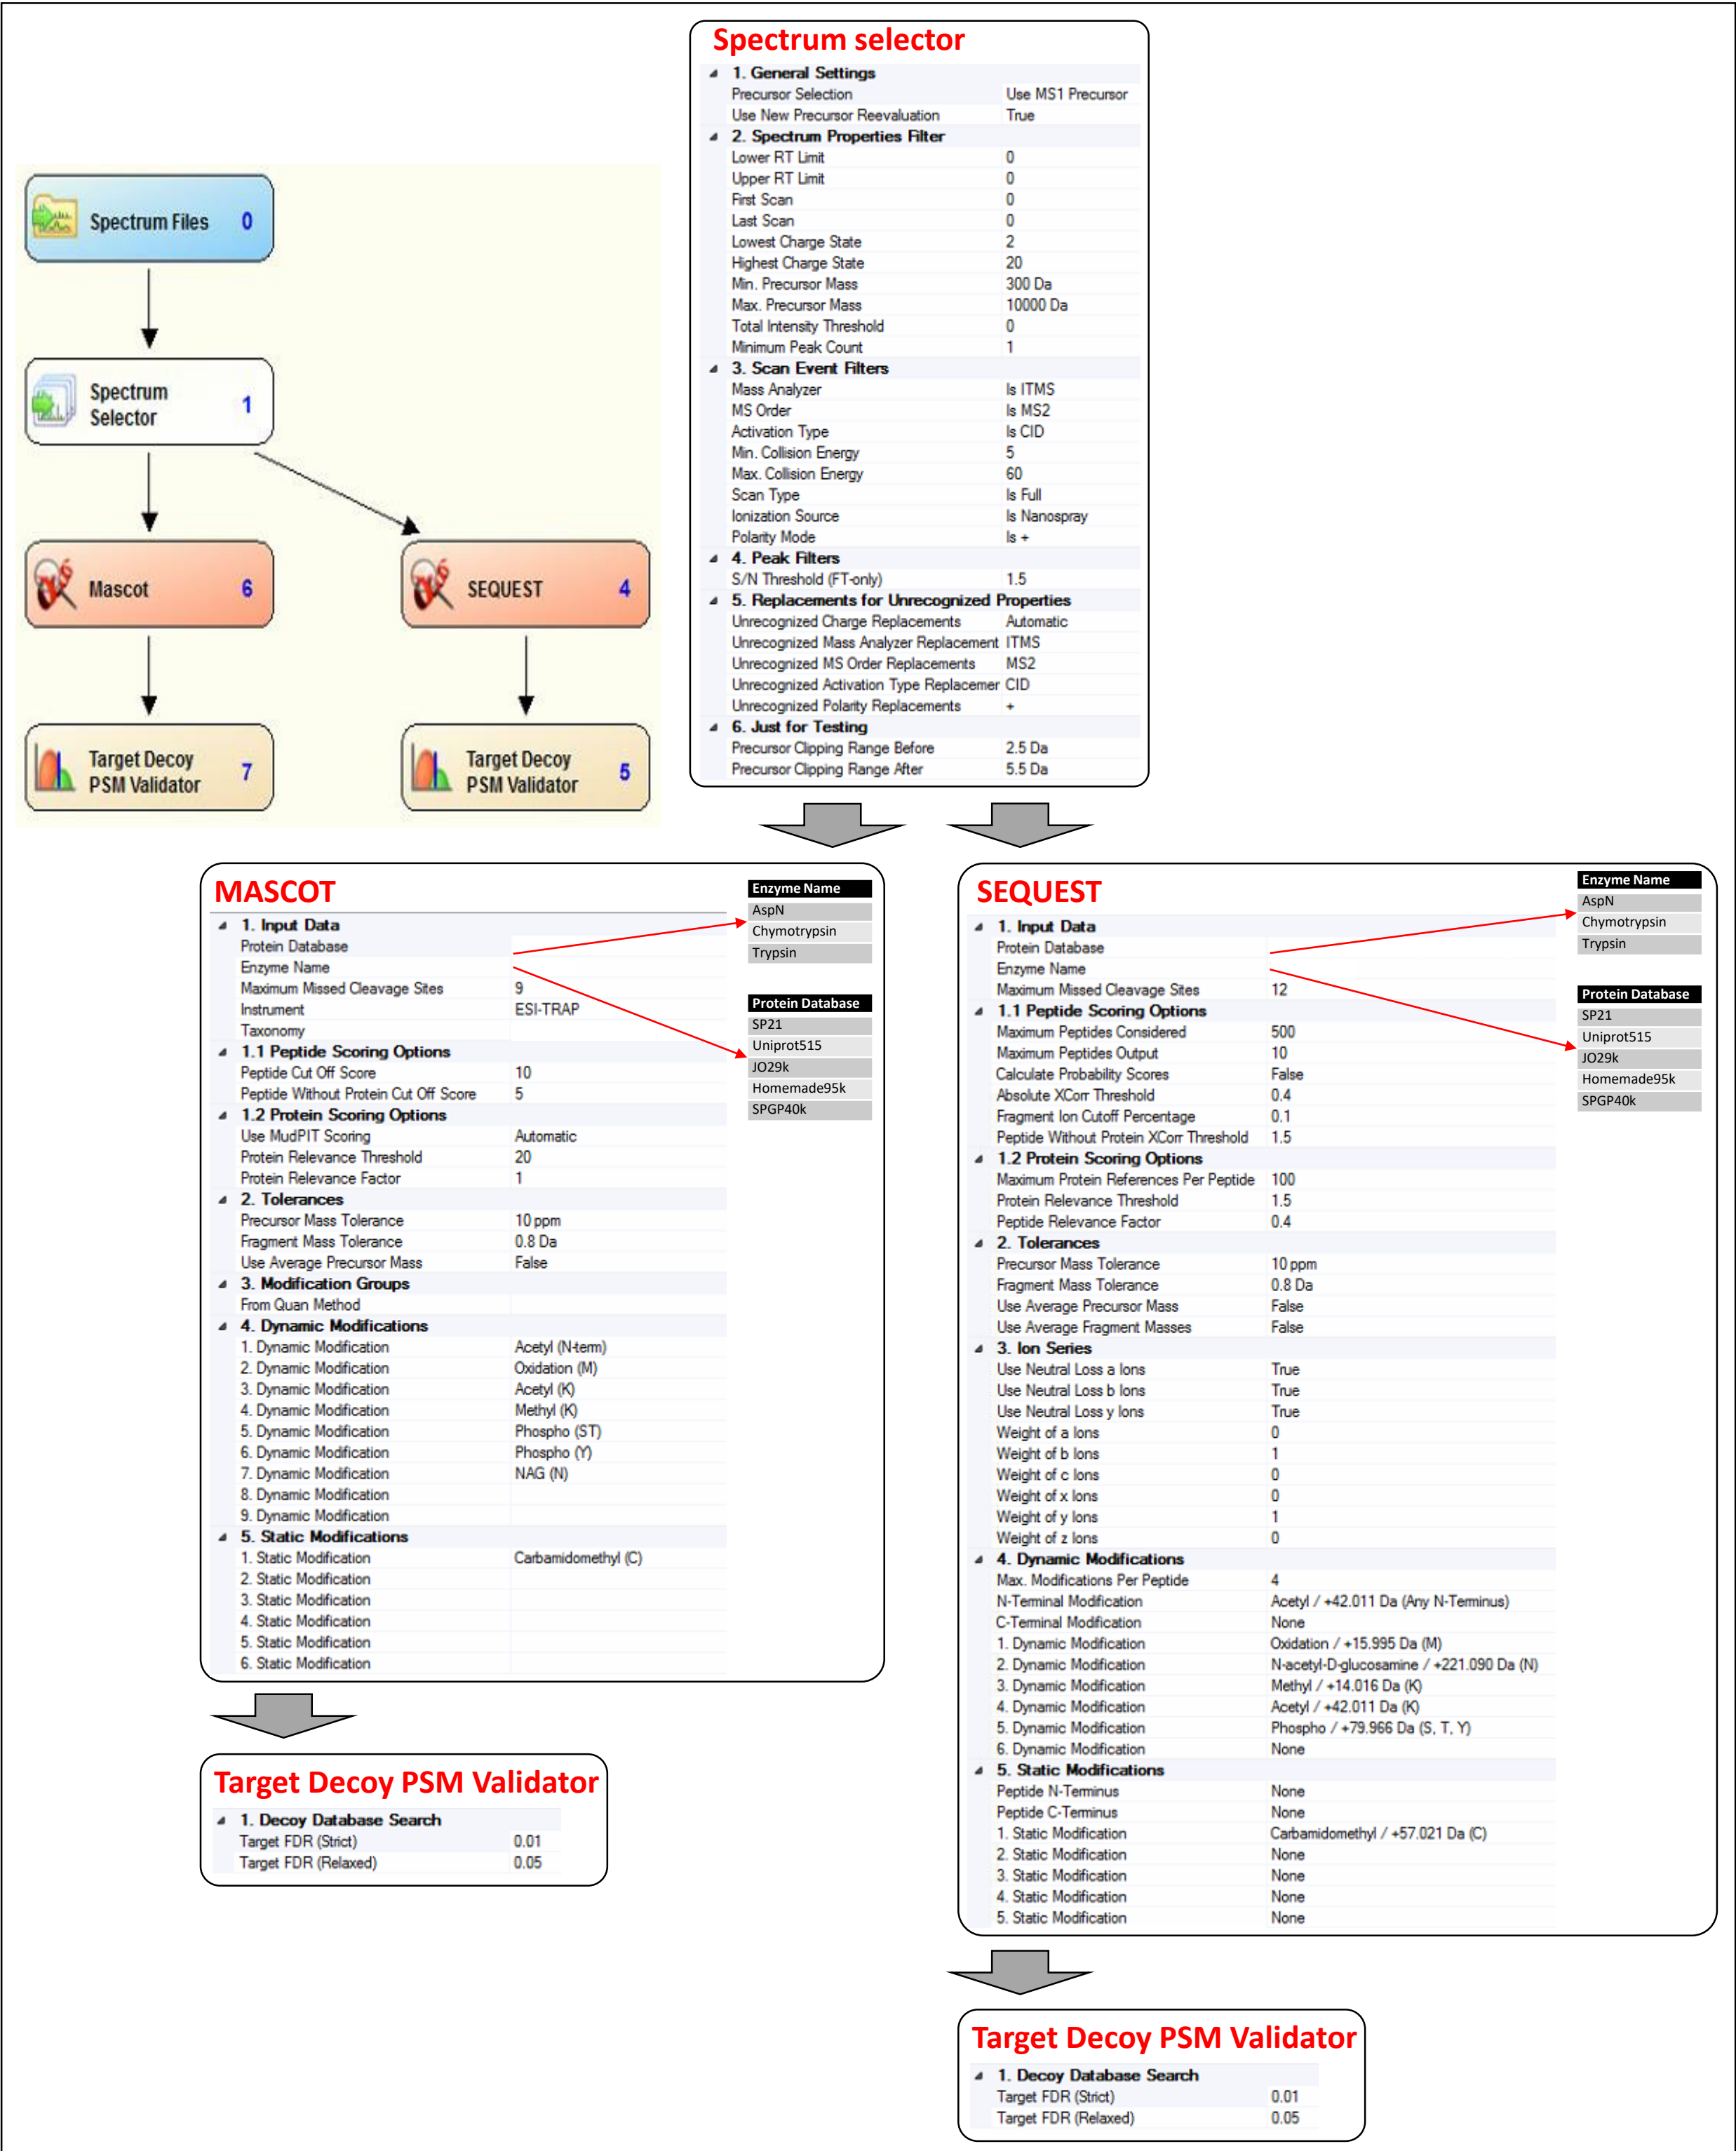 Spectrum Files 0
Spectrum
Selector
1
Mascot 6
SEQUEST 4
Target Decoy
PSM Validator
7
Target Decoy
PSM Validator
5
Spectrum selector
1. General Settings
Precursor Selection Use MS1 Precursor
Use New Precursor Reevaluation True
2. Spectrum Properties Filter
Lower RT Limit 0
Upper RT Limit 0
First Scan 0
Last Scan 0
Lowest Charge State 2
Highest Charge State 20
Min. Precursor Mass 300 Da
Max. Precursor Mass 10000 Da
Total Intensity Threshold 0
Minimum Peak Count 1
3. Scan Event Filters
Mass Analyzer Is ITMS
MS Order Is MS2
Activation Type Is CID
Min. Collision Energy 5
Max. Collision Energy 60
Scan Type Is Full
Ionization Source Is Nanospray
Polarity Mode Is +
4. Peak Filters
S/N Threshold (FT-only) 1.5
5. Replacements for Unrecognized Properties
Unrecognized Charge Replacements Automatic
Unrecognized Mass Analyzer Replacement ITMS
Unrecognized MS Order Replacements MS2
Unrecognized Activation Type Replacemer CID
Unrecognized Polarity Replacements +
6. Just for Testing
Precursor Clipping Range Before 2.5 Da
Precursor Clipping Range After 5.5 Da
MASCOT
1. Input Data
Protein Database
Enzyme Name
Maximum Missed Cleavage Sites 9
Instrument ESI-TRAP
Taxonomy
1.1 Peptide Scoring Options
Peptide Cut Off Score 10
Peptide Without Protein Cut Off Score 5
1.2 Protein Scoring Options
Use MudPIT Scoring Automatic
Protein Relevance Threshold 20
Protein Relevance Factor 1
2. Tolerances
Precursor Mass Tolerance 10 ppm
Fragment Mass Tolerance 0.8 Da
Use Average Precursor Mass False
3. Modification Groups
From Quan Method
4. Dynamic Modifications
1. Dynamic Modification Acetyl (N-term)
2. Dynamic Modification Oxidation (M)
3. Dynamic Modification Acetyl (K)
4. Dynamic Modification Methyl (K)
5. Dynamic Modification Phospho (ST)
6. Dynamic Modification Phospho (Y)
7. Dynamic Modification NAG (N)
8. Dynamic Modification
9. Dynamic Modification
5. Static Modifications
1. Static Modification Carbamidomethyl (C)
2. Static Modification
3. Static Modification
4. Static Modification
5. Static Modification
6. Static Modification
Enzyme Name
AspN
Chymotrypsin
Trypsin
Protein Database
SP21
Uniprot515
JO29k
Homemade95k
SPGP40k
Target Decoy PSM Validator
1. Decoy Database Search
Target FDR (Strict) 0.01
Target FDR (Relaxed) 0.05
SEQUEST
1. Input Data
Protein Database
Enzyme Name
Maximum Missed Cleavage Sites 12
1.1 Peptide Scoring Options
Maximum Peptides Considered 500
Maximum Peptides Output 10
Calculate Probability Scores False
Absolute XCorr Threshold 0.4
Fragment Ion Cutoff Percentage 0.1
Peptide Without Protein XCorr Threshold 1.5
1.2 Protein Scoring Options
Maximum Protein References Per Peptide 100
Protein Relevance Threshold 1.5
Peptide Relevance Factor 0.4
2. Tolerances
Precursor Mass Tolerance 10 ppm
Fragment Mass Tolerance 0.8 Da
Use Average Precursor Mass False
Use Average Fragment Masses False
3. Ion Series
Use Neutral Loss a Ions True
Use Neutral Loss b Ions True
Use Neutral Loss y Ions True
Weight of a Ions 0
Weight of b Ions 1
Weight of c Ions 0
Weight of x Ions 0
Weight of y Ions 1
Weight of z Ions 0
4. Dynamic Modifications
Max. Modifications Per Peptide 4
N-Terminal Modification Acetyl / +42.011 Da (Any N-Terminus)
C-Terminal Modification None
1. Dynamic Modification Oxidation / +15.995 Da (M)
2. Dynamic Modification N-acetyl-D-glucosamine / +221.090 Da (N)
3. Dynamic Modification Methyl / +14.016 Da (K)
4. Dynamic Modification Acetyl / +42.011 Da (K)
5. Dynamic Modification Phospho / +79.966 Da (S, T, Y)
6. Dynamic Modification None
5. Static Modifications
Peptide N-Terminus None
Peptide C-Terminus None
1. Static Modification Carbamidomethyl / +57.021 Da (C)
2. Static Modification None
3. Static Modification None
4. Static Modification None
5. Static Modification None
Enzyme Name
AspN
Chymotrypsin
Trypsin
Protein Database
SP21
Uniprot515
JO29k
Homemade95k
SPGP40k
Target Decoy PSM Validator
1. Decoy Database Search
Target FDR (Strict) 0.01
Target FDR (Relaxed) 0.05